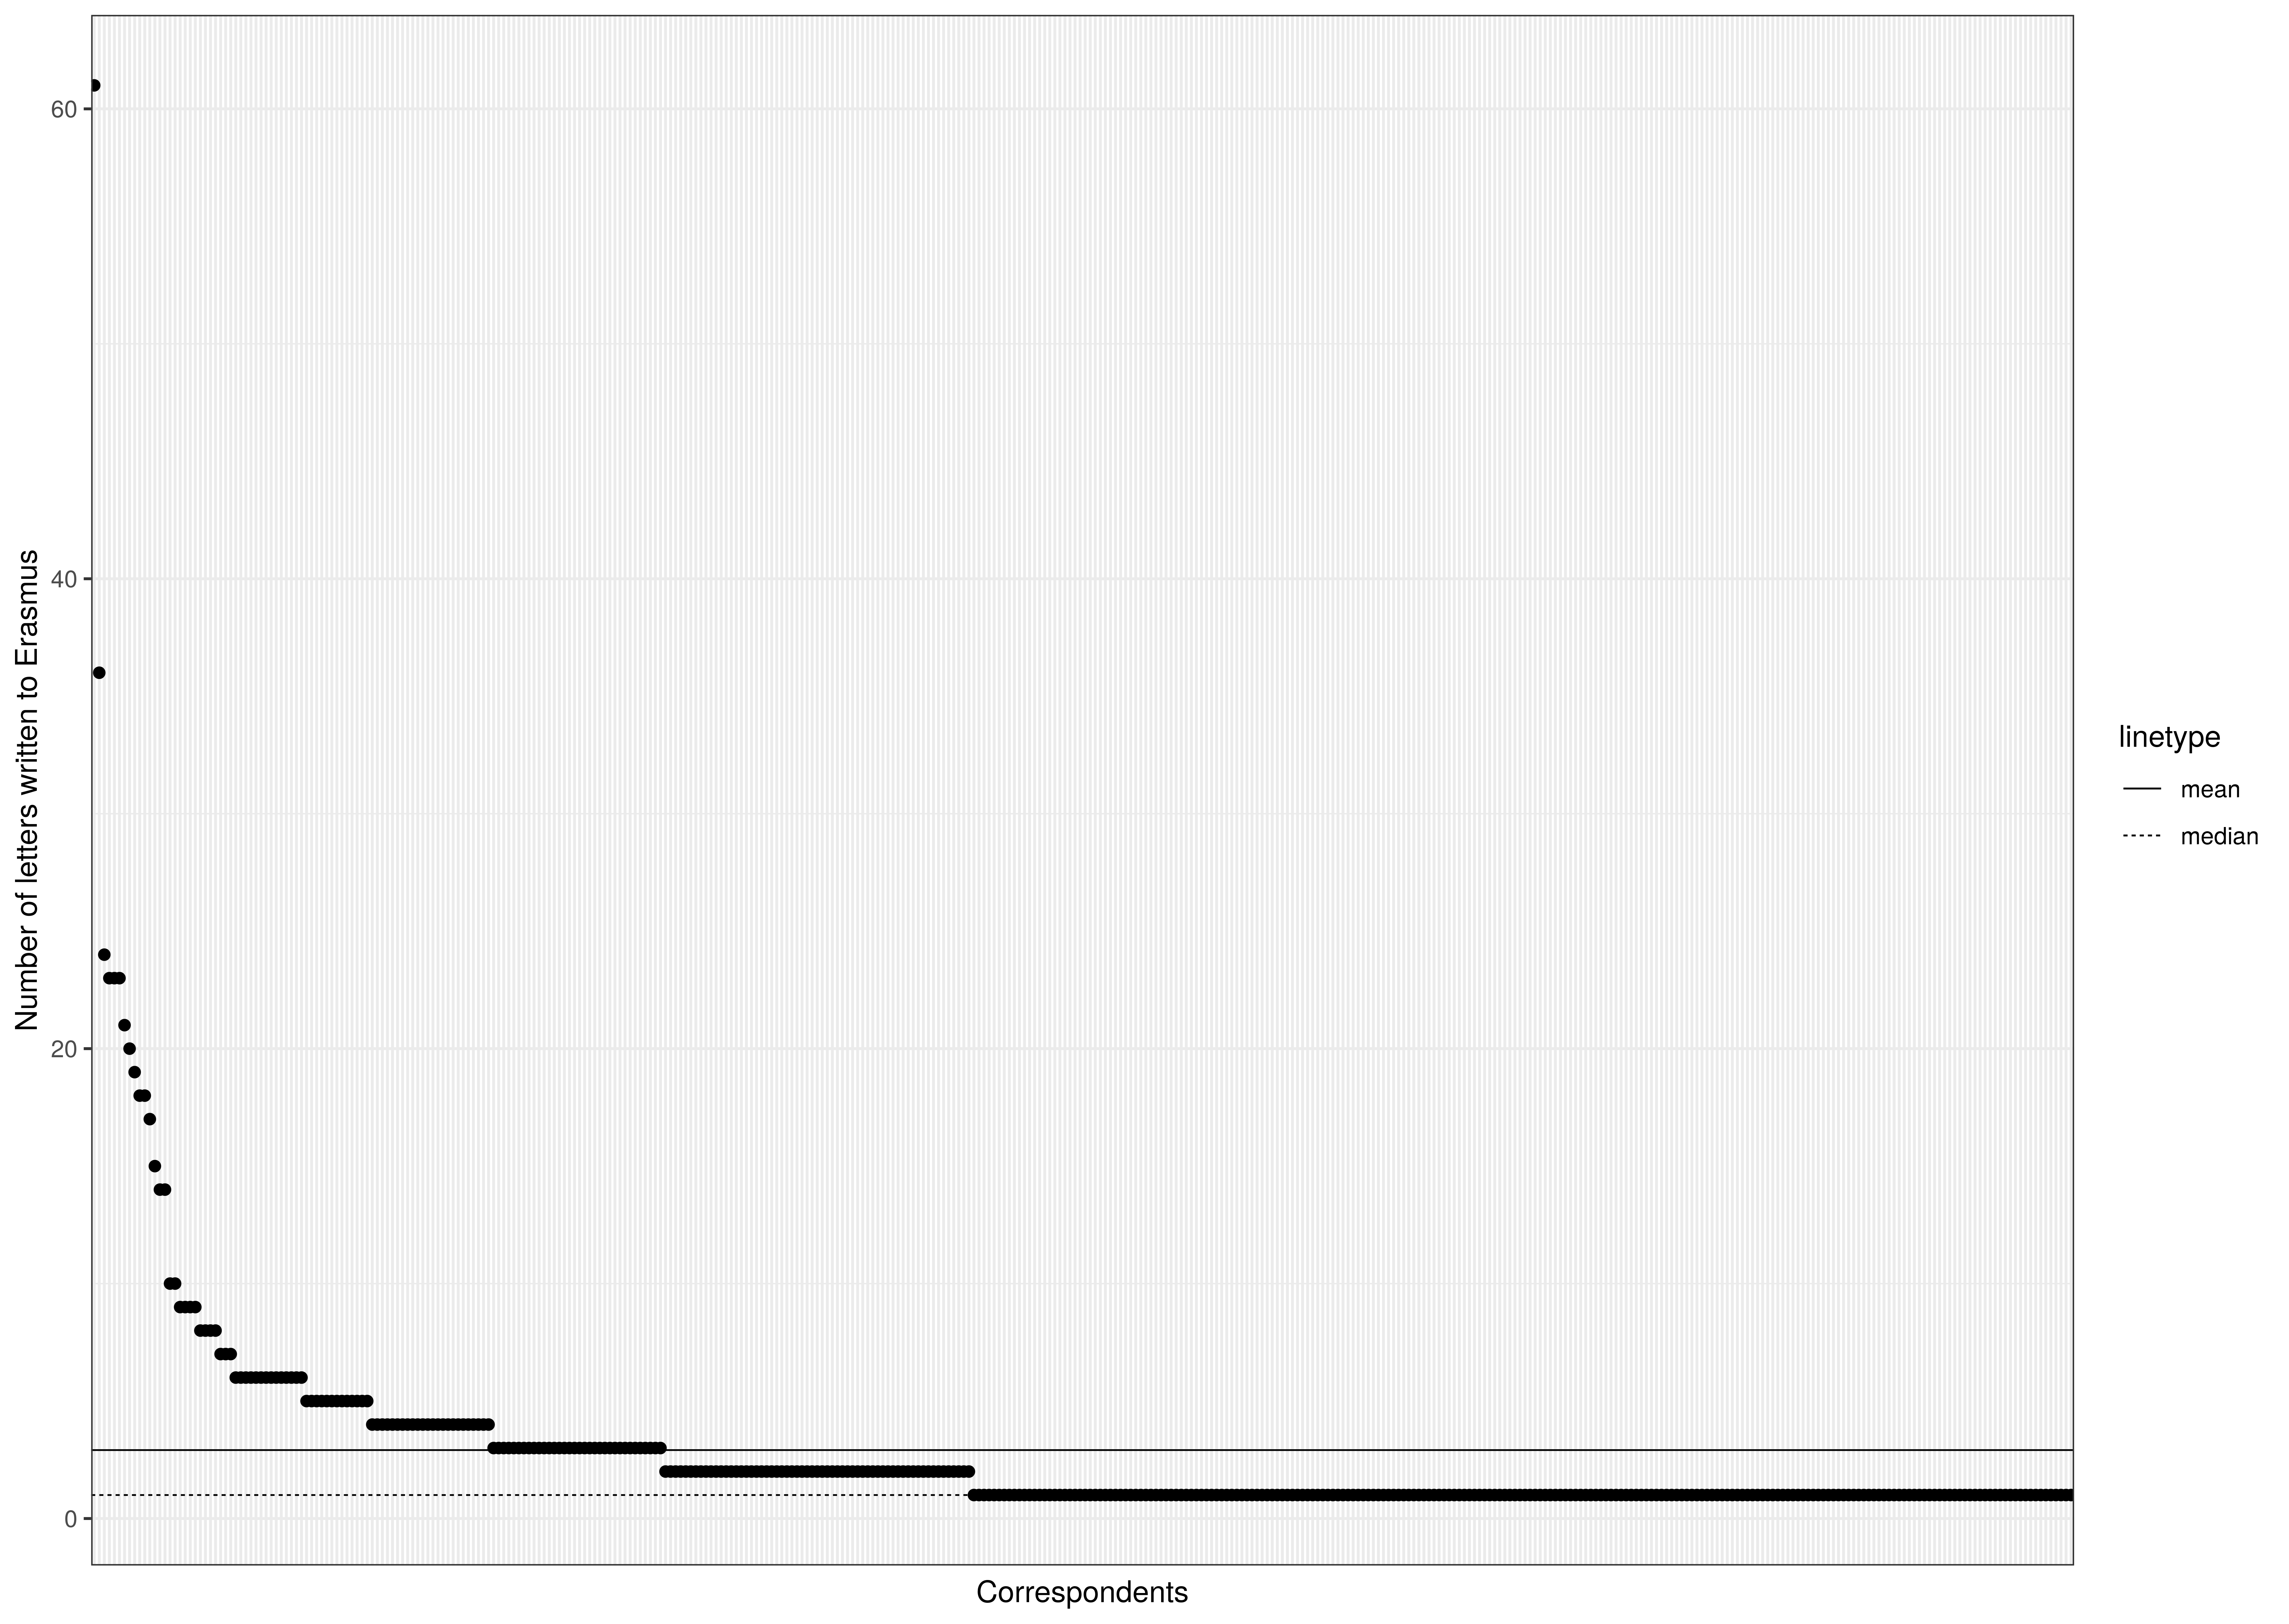 Number of letters written to Erasmus
60
40
20
0
Correspondents
linetype
mean
median